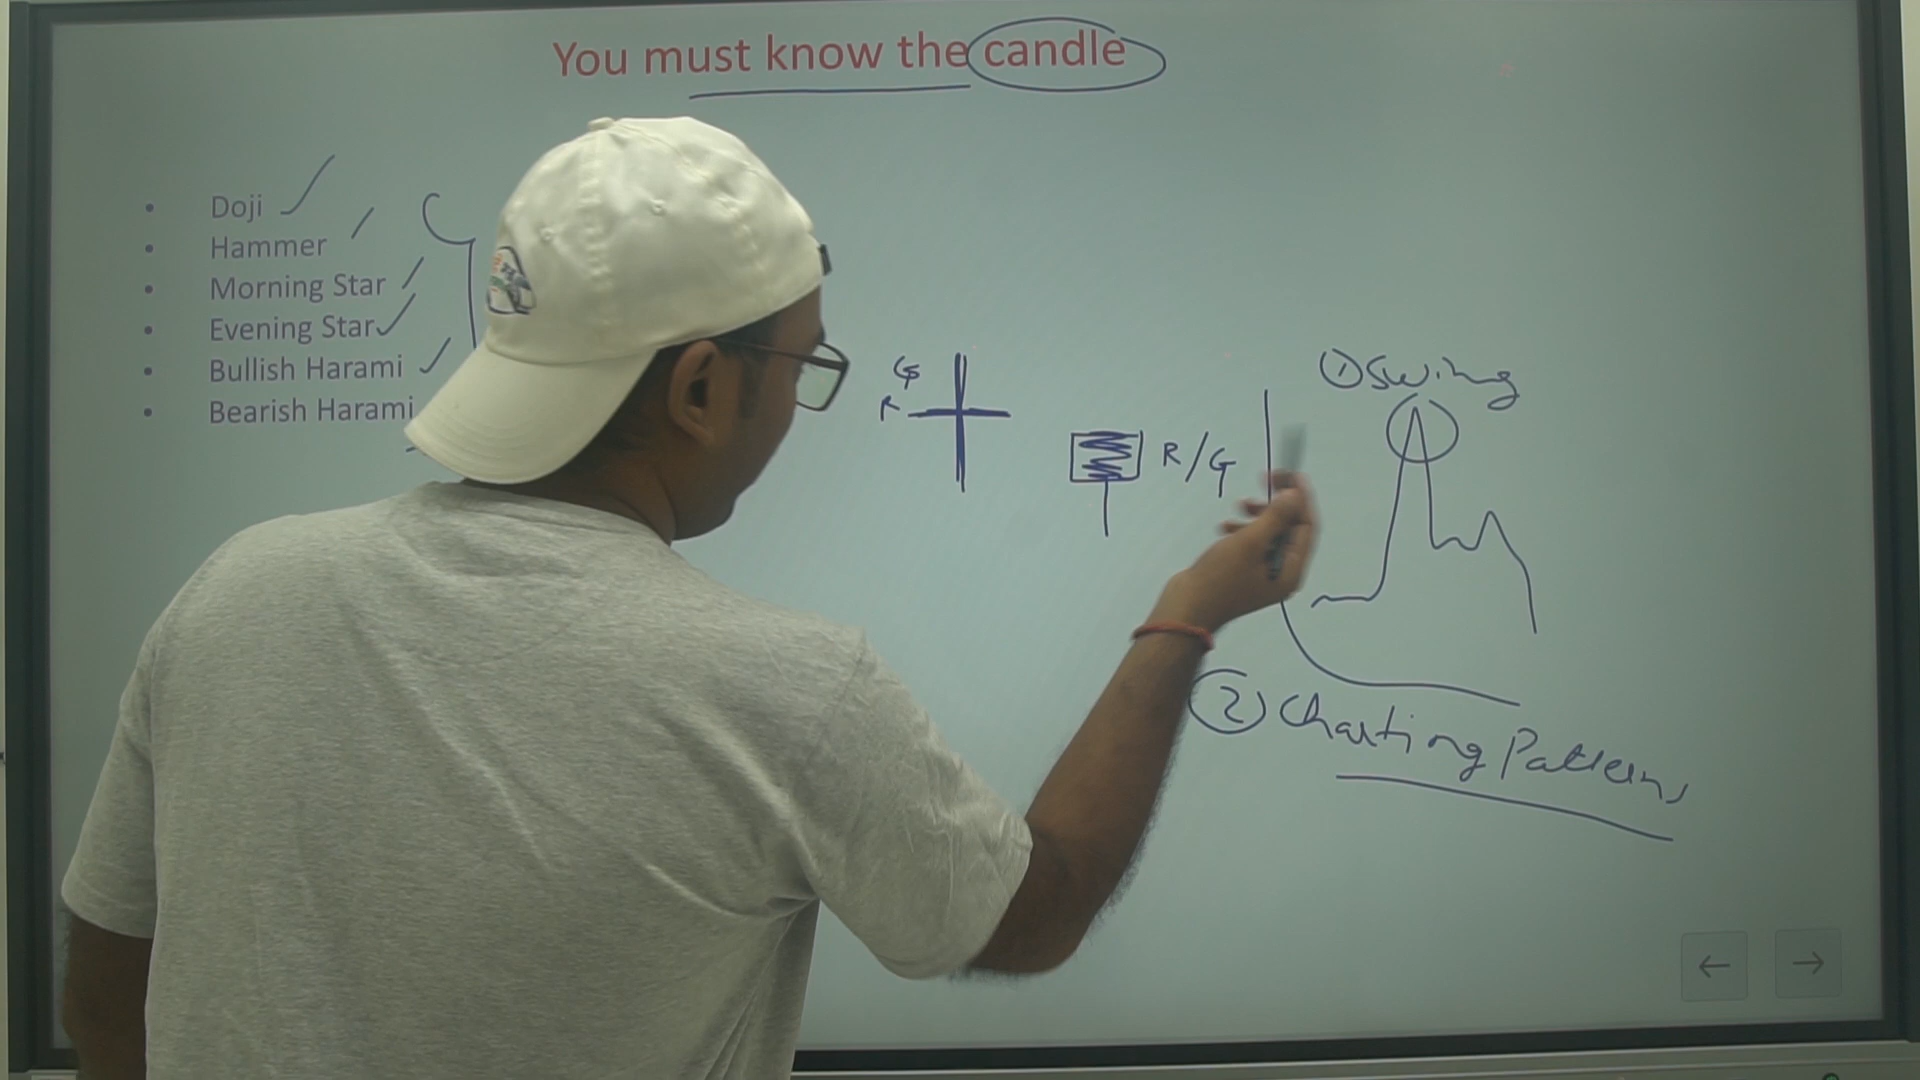 You must know the candle
• Doji
• Hammer
• Morning Star
• Evening Star
• Bullish Harami
• Bearish Harami
G
R
R/G
① Swing
② Charting Patterns